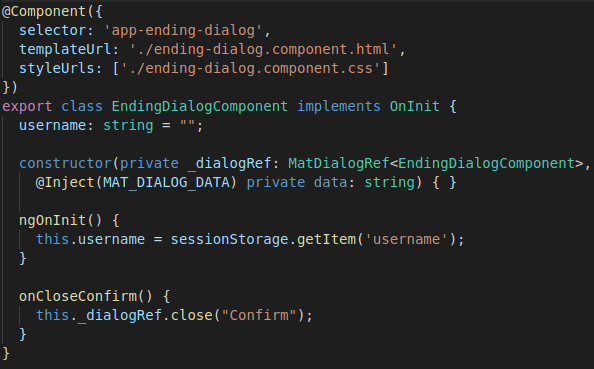 @Component({
  selector: 'app-ending-dialog',
  templateUrl: './ending-dialog.component.html',
  styleUrls: ['./ending-dialog.component.css']
})
export class EndingDialogComponent implements OnInit {
  username: string = "";

  constructor(private _dialogRef: MatDialogRef<EndingDialogComponent>,
    @Inject(MAT_DIALOG_DATA) private data: string) { }

  ngOnInit() {
    this.username = sessionStorage.getItem('username');
  }

  onCloseConfirm() {
    this._dialogRef.close("Confirm");
  }
}